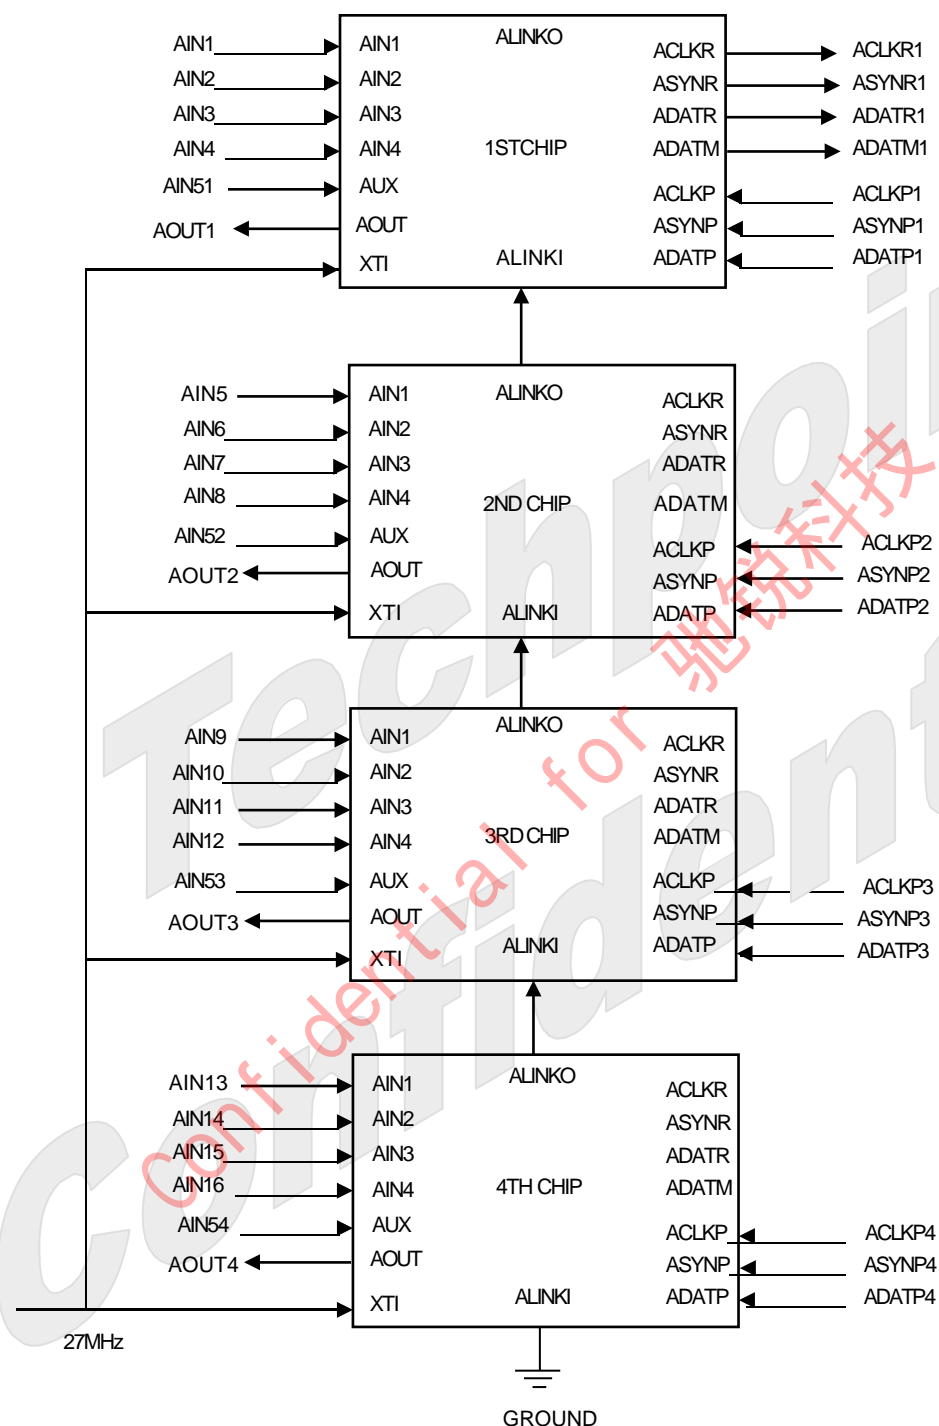 ALINKO
AIN1 AIN1 ACLKR ACLKR1
AIN2 AIN2 ASYNR ASYNR1
AIN3 AIN3 ADATR ADATR1
AIN4 AIN4 1STCHIP ADATM ADATM1
AIN51 AUX ACLKP ACLKP1
AOUT1 AOUT ASYNP ASYNP1
XTI ALINKI ADATP ADATP1
AIN5 AIN1 ALINKO ACLKR
AIN6 AIN2 ASYNR
AIN7 AIN3 ADATR
AIN8 AIN4 2ND CHIP ADATM
AIN52 AUX ACLKP ACLKP2
AOUT2 AOUT ASYNP ASYNP2
XTI ALINKI ADATP ADATP2
ALINKO
AIN9 AIN1 ACLKR
AIN10 AIN2 ASYNR
AIN11 AIN3 ADATR
AIN12 AIN4 3RD CHIP ADATM
AIN53 AUX ACLKP ACLKP3
AOUT3 AOUT ASYNP ASYNP3
XTI ALINKI ADATP ADATP3
ALINKO
AIN13 AIN1 ACLKR
AIN14 AIN2 ASYNR
AIN15 AIN3 ADATR
AIN16 AIN4 4TH CHIP ADATM
AIN54 AUX ACLKP ACLKP4
AOUT4 AOUT ASYNP ASYNP4
XTI ALINKI ADATP ADATP4
27MHz
GROUND
Techpoin
Confident
Confidential for 驰锐科技